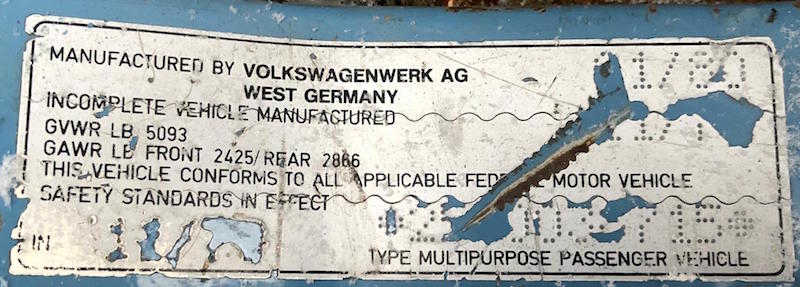 MANUFACTURED BY VOLKSWAGENWERK AG
WEST GERMANY
INCOMPLETE VEHICLE MANUFACTURED
GVWR LB 5093
GAWR LB FRONT 2425/REAR 2866
THIS VEHICLE CONFORMS TO ALL APPLICABLE FEDERAL MOTOR VEHICLE
SAFETY STANDARDS IN EFFECT
IN
TYPE MULTIPURPOSE PASSENGER VEHICLE